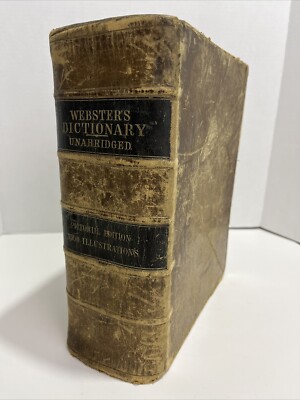 WEBSTER'S
DICTIONARY
UNABRIDGED
PICTORIAL EDITION
ILLUSTRATIONS